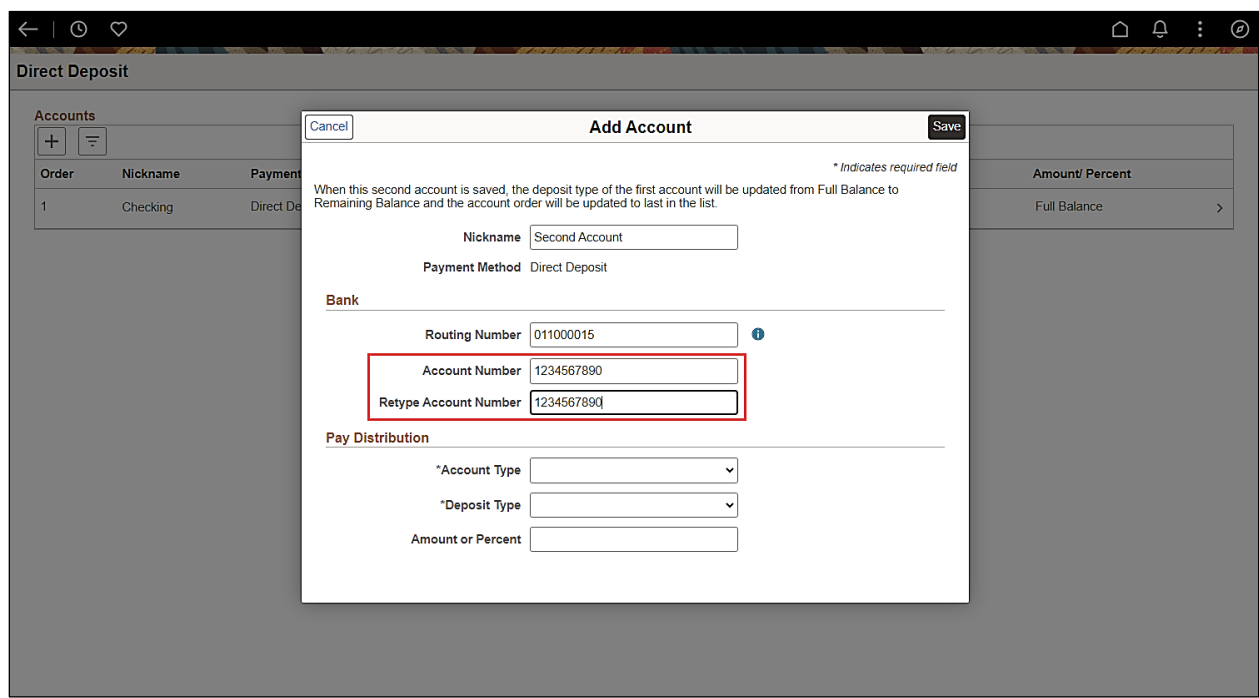 Direct Deposit
Accounts
Order Nickname Payment Amount/ Percent
1 Checking Direct De Full Balance
Cancel Add Account Save
* Indicates required field
When this second account is saved, the deposit type of the first account will be updated from Full Balance to
Remaining Balance and the account order will be updated to last in the list.
Nickname Second Account
Payment Method Direct Deposit
Bank
Routing Number 011000015
Account Number 1234567890
Retype Account Number 1234567890
Pay Distribution
*Account Type
*Deposit Type
Amount or Percent